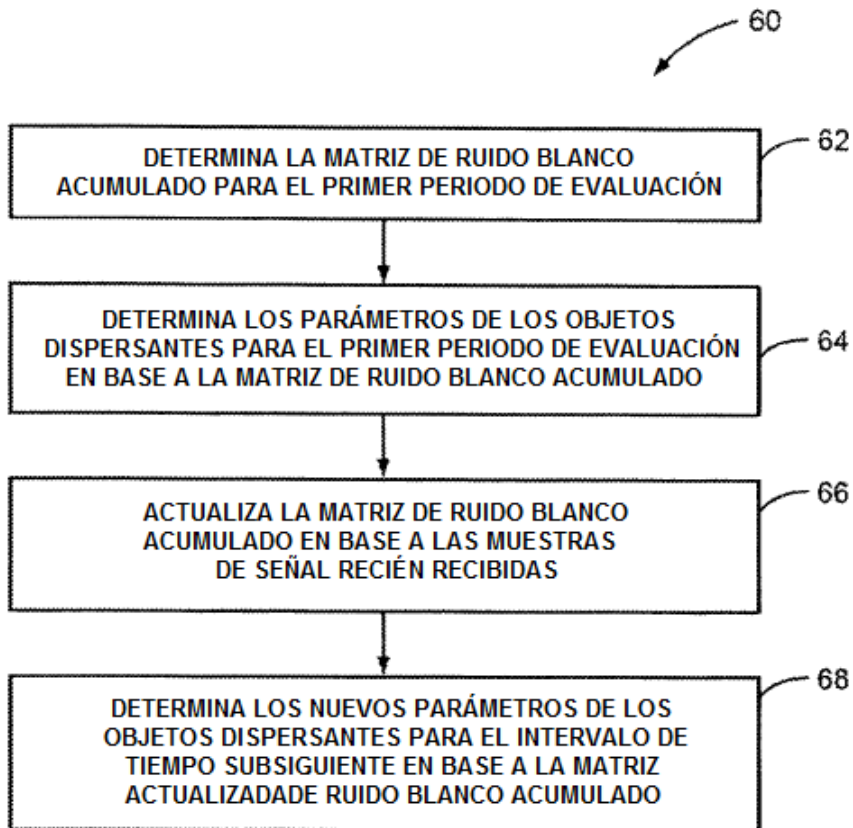 60
62
DETERMINA LA MATRIZ DE RUIDO BLANCO
ACUMULADO PARA EL PRIMER PERIODO DE EVALUACIÓN
64
DETERMINA LOS PARÁMETROS DE LOS OBJETOS
DISPERSANTES PARA EL PRIMER PERIODO DE EVALUACIÓN
EN BASE A LA MATRIZ DE RUIDO BLANCO ACUMULADO
66
ACTUALIZA LA MATRIZ DE RUIDO BLANCO
ACUMULADO EN BASE A LAS MUESTRAS
DE SEÑAL RECIÉN RECIBIDAS
68
DETERMINA LOS NUEVOS PARÁMETROS DE LOS
OBJETOS DISPERSANTES PARA EL INTERVALO DE
TIEMPO SUBSIGUIENTE EN BASE A LA MATRIZ
ACTUALIZADADE RUIDO BLANCO ACUMULADO